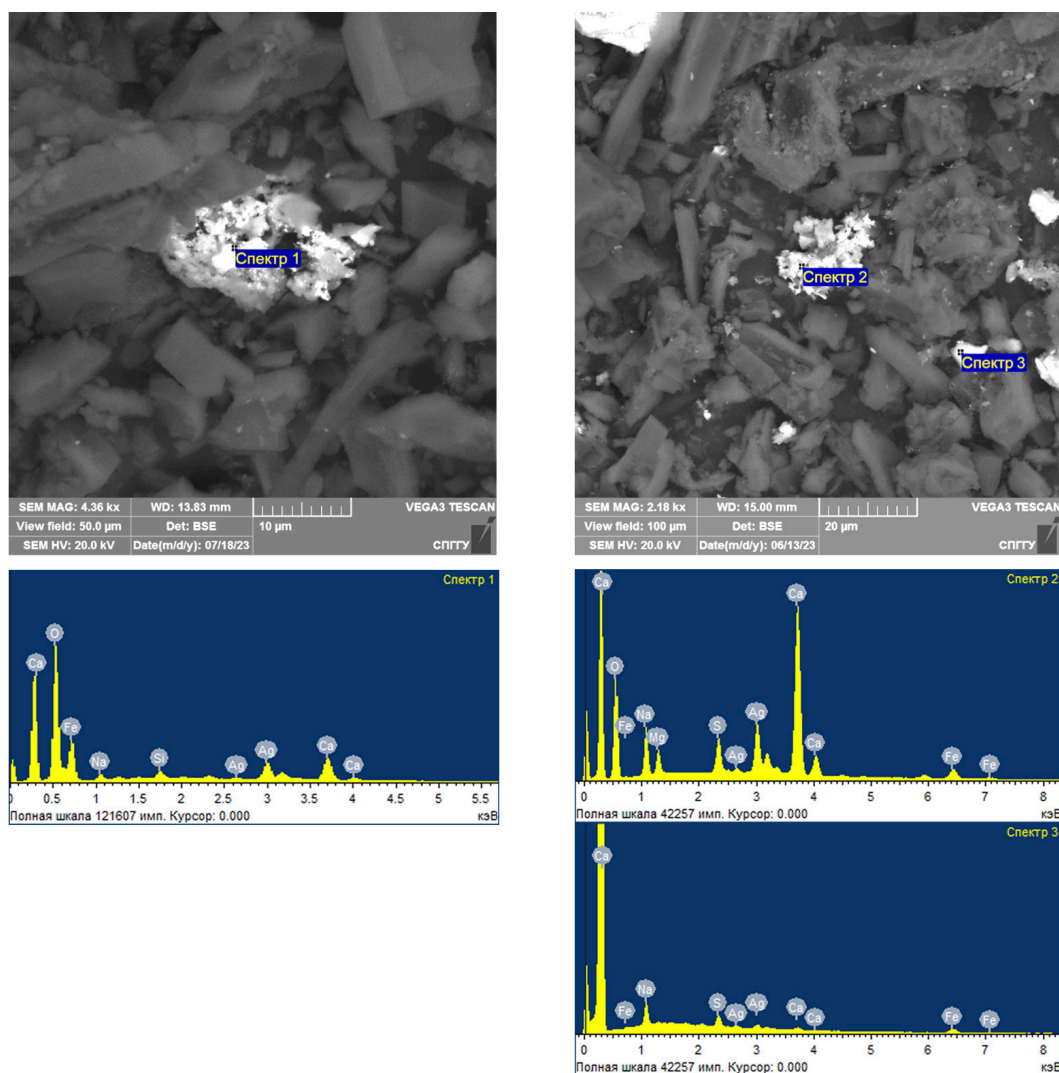 Спектр 1
SEM MAG: 4.36 kx WD: 13.83 mm VEGA3 TESCAN
View field: 50.0 µm Det: BSE 10 µm
SEM HV: 20.0 kV Date(m/d/y): 07/18/23 СПГГУ
Спектр 2
Спектр 3
SEM MAG: 2.18 kx WD: 15.00 mm VEGA3 TESCAN
View field: 100 µm Det: BSE 20 µm
SEM HV: 20.0 kV Date(m/d/y): 06/13/23 СПГГУ
Спектр 1
O
Ca
Fe
Na Si Ag Ag Ca Ca
0 0.5 1 1.5 2 2.5 3 3.5 4 4.5 5 5.5
Полная шкала 121607 имп. Курсор: 0.000 кэВ
Спектр 2
Ca Ca
O
Fe Na Mg S Ag Ag Ca Fe Fe
0 1 2 3 4 5 6 7 8
Полная шкала 42257 имп. Курсор: 0.000 кэВ
Спектр 3
Ca
Fe Na S Ag Ag Ca Ca Fe Fe
0 1 2 3 4 5 6 7 8
Полная шкала 42257 имп. Курсор: 0.000 кэВ